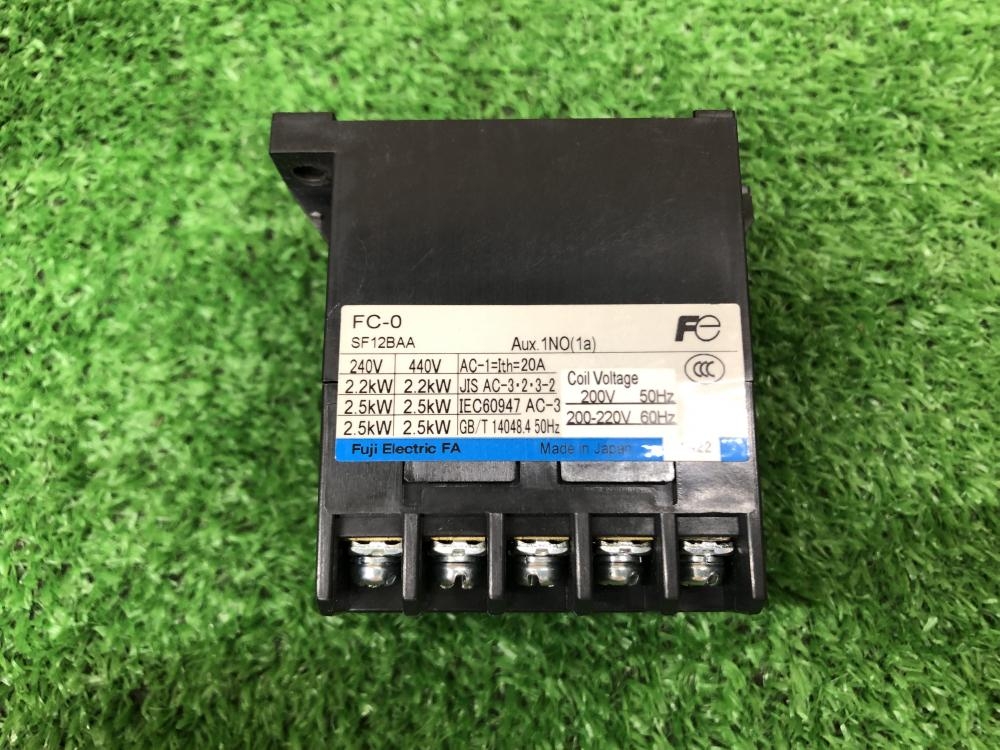 FC-0
SF12BAA Aux.1NO(1a)
Fe
CCC
240V 440V AC-1=Ith=20A
2.2kW 2.2kW JIS AC-3・2・3-2
2.5kW 2.5kW IEC60947 AC-3
2.5kW 2.5kW GB/T 14048.4 50Hz
Coil Voltage
200V 50Hz
200-220V 60Hz
Fuji Electric FA Made in Japan